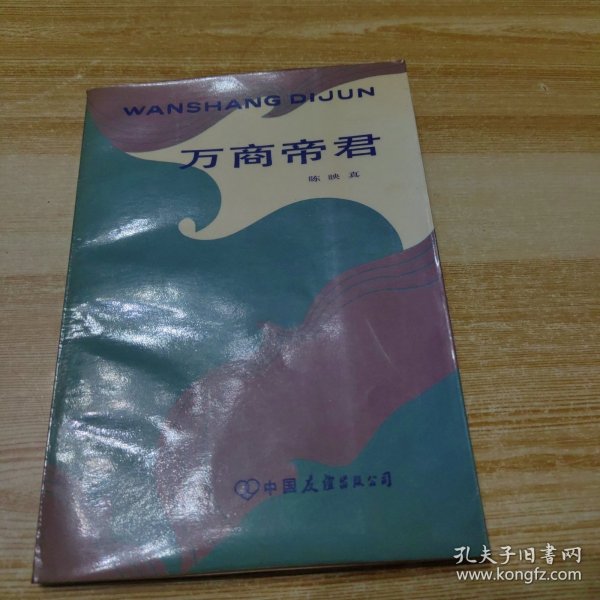 WANSHANG DIJUN
万商帝君
陈映真
中国友谊出版公司
孔夫子旧书网
www.kongfz.com